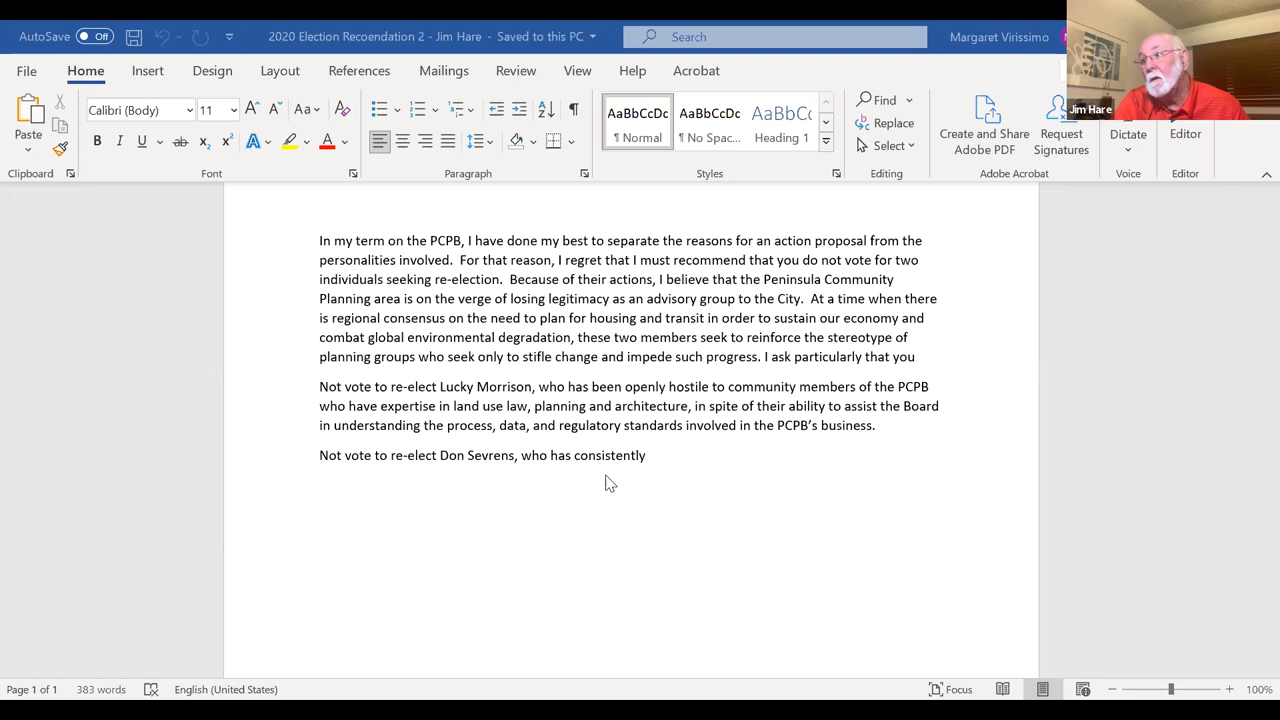 AutoSave Off 2020 Election Recoendation 2 - Jim Hare - Saved to this PC Search Margaret Virissimo
File Home Insert Design Layout References Mailings Review View Help Acrobat
Jim Hare
Paste
Calibri (Body) 11
Aa
B I U ab x² x² A A
AaBbCcDc AaBbCcDc AaBbCc
¶ Normal ¶ No Spac... Heading 1
Find
Replace
Select
Create and Share
Adobe PDF
Request
Signatures
Dictate
Editor
Clipboard Font Paragraph Styles Editing Adobe Acrobat Voice Editor
In my term on the PCPB, I have done my best to separate the reasons for an action proposal from the
personalities involved.  For that reason, I regret that I must recommend that you do not vote for two
individuals seeking re-election.  Because of their actions, I believe that the Peninsula Community
Planning area is on the verge of losing legitimacy as an advisory group to the City.  At a time when there
is regional consensus on the need to plan for housing and transit in order to sustain our economy and
combat global environmental degradation, these two members seek to reinforce the stereotype of
planning groups who seek only to stifle change and impede such progress. I ask particularly that you
Not vote to re-elect Lucky Morrison, who has been openly hostile to community members of the PCPB
who have expertise in land use law, planning and architecture, in spite of their ability to assist the Board
in understanding the process, data, and regulatory standards involved in the PCPB’s business.
Not vote to re-elect Don Sevrens, who has consistently
Page 1 of 1 383 words English (United States) Focus 100%